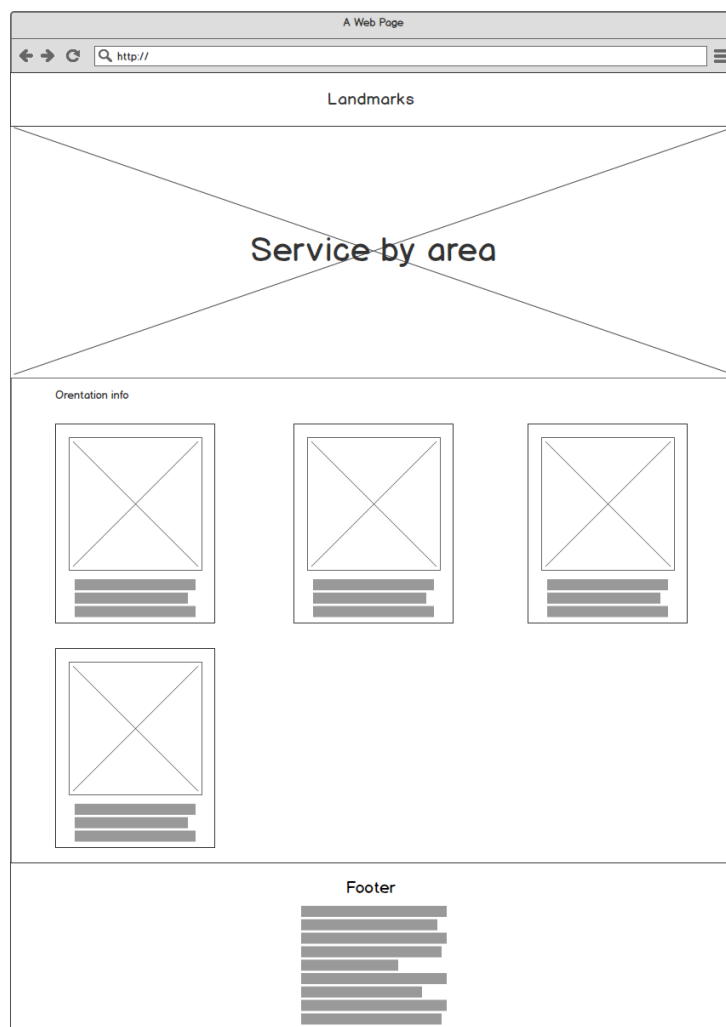 A Web Page
http://
Landmarks
Service by area
Orentation info
Footer